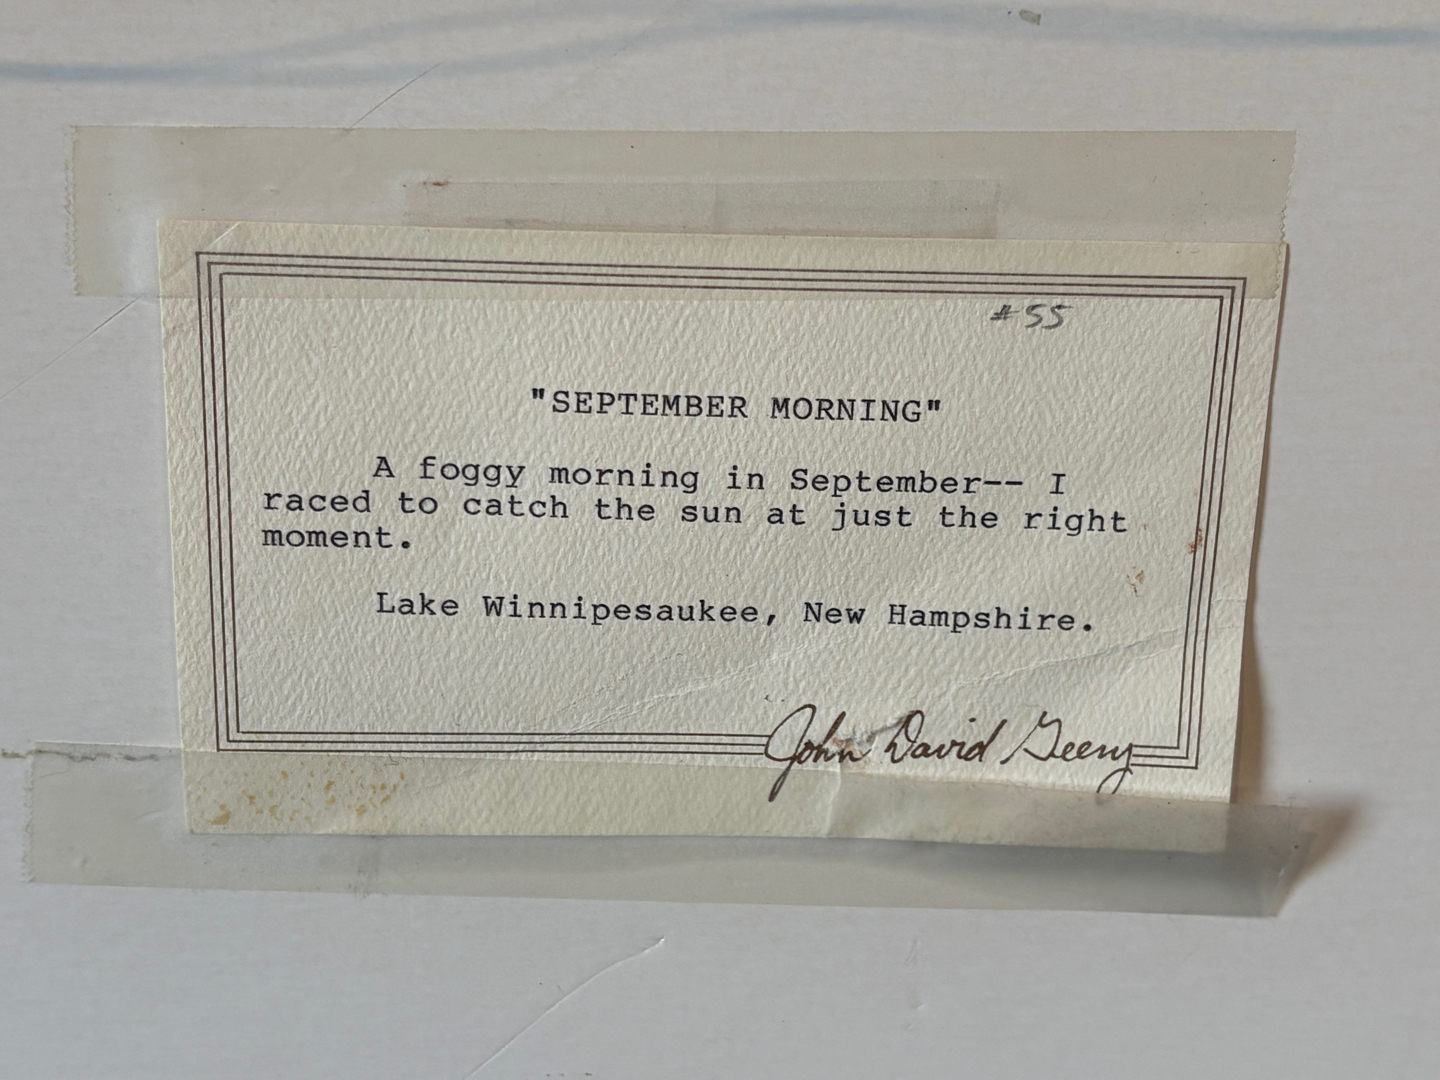 #55
"SEPTEMBER MORNING"
A foggy morning in September-- I
raced to catch the sun at just the right
moment.
Lake Winnipesaukee, New Hampshire.
John David Geery